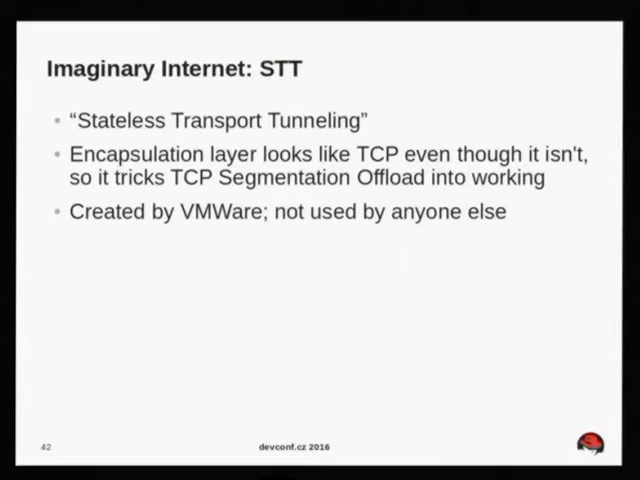 Imaginary Internet: STT
• “Stateless Transport Tunneling”
• Encapsulation layer looks like TCP even though it isn't,
so it tricks TCP Segmentation Offload into working
• Created by VMWare; not used by anyone else
42
devconf.cz 2016